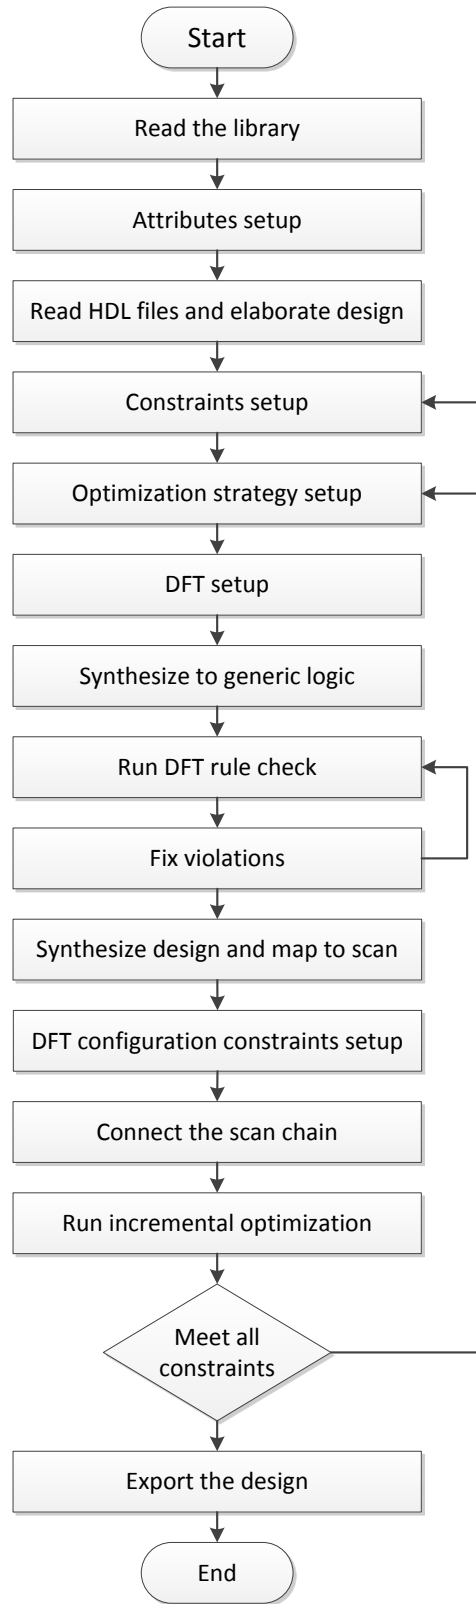 Start
Read the library
Attributes setup
Read HDL files and elaborate design
Constraints setup
Optimization strategy setup
DFT setup
Synthesize to generic logic
Run DFT rule check
Fix violations
Synthesize design and map to scan
DFT configuration constraints setup
Connect the scan chain
Run incremental optimization
Meet all
constraints
Export the design
End